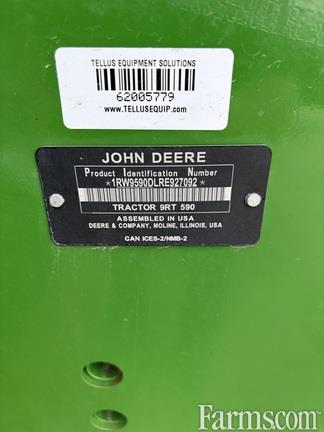 TELLUS EQUIPMENT SOLUTIONS
62005779
www.TELLUSEQUIP.com
JOHN DEERE
Product Identification Number
*1RW9590DLRE927092*
TRACTOR 9RT 590
ASSEMBLED IN USA
DEERE & COMPANY, MOLINE, ILLINOIS, USA
CAN ICES-2/NMB-2
Farms.com®